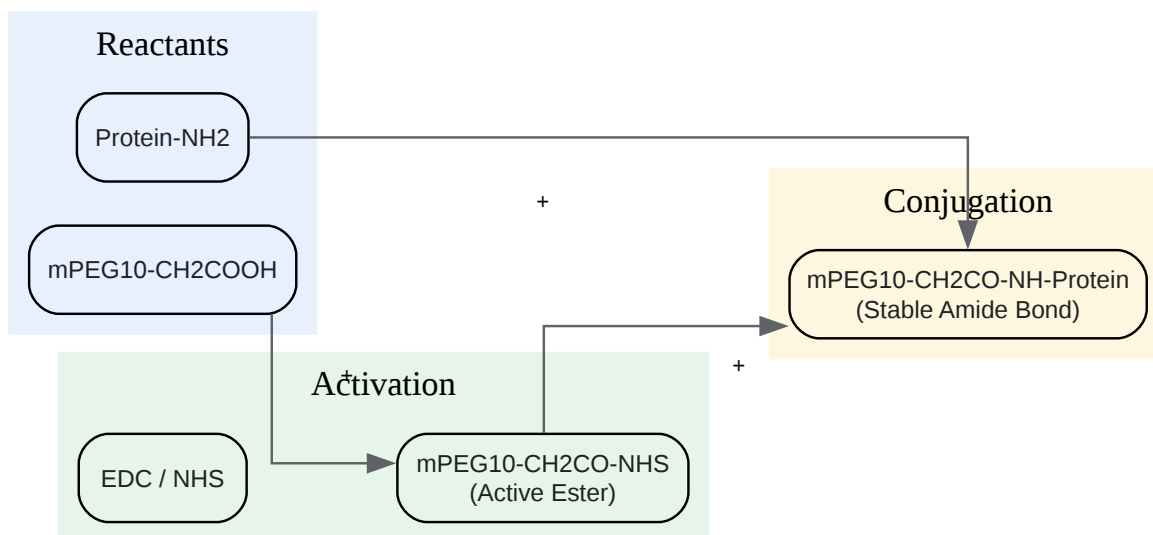 Reactants
Protein-NH2
+
Conjugation
mPEG10-CH2COOH
mPEG10-CH2CO-NH-Protein
(Stable Amide Bond)
+
+
Activation
EDC / NHS
mPEG10-CH2CO-NHS
(Active Ester)